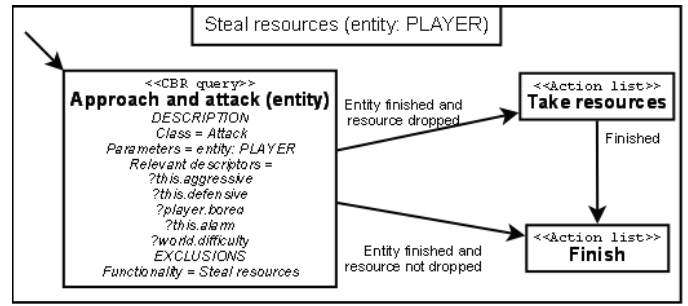 Steal resources (entity: PLAYER)
<<CBR query>>
Approach and attack (entity)
DESCRIPTION
Class = Attack
Parameters = entity: PLAYER
Relevant descriptors =
?this.aggressive
?this.defensive
?player.bored
?this.alarm
?world.difficulty
EXCLUSIONS
Functionality = Steal resources
Entity finished and
resource dropped
<<Action list>>
Take resources
Finished
Entity finished and
resource not dropped
<<Action list>>
Finish